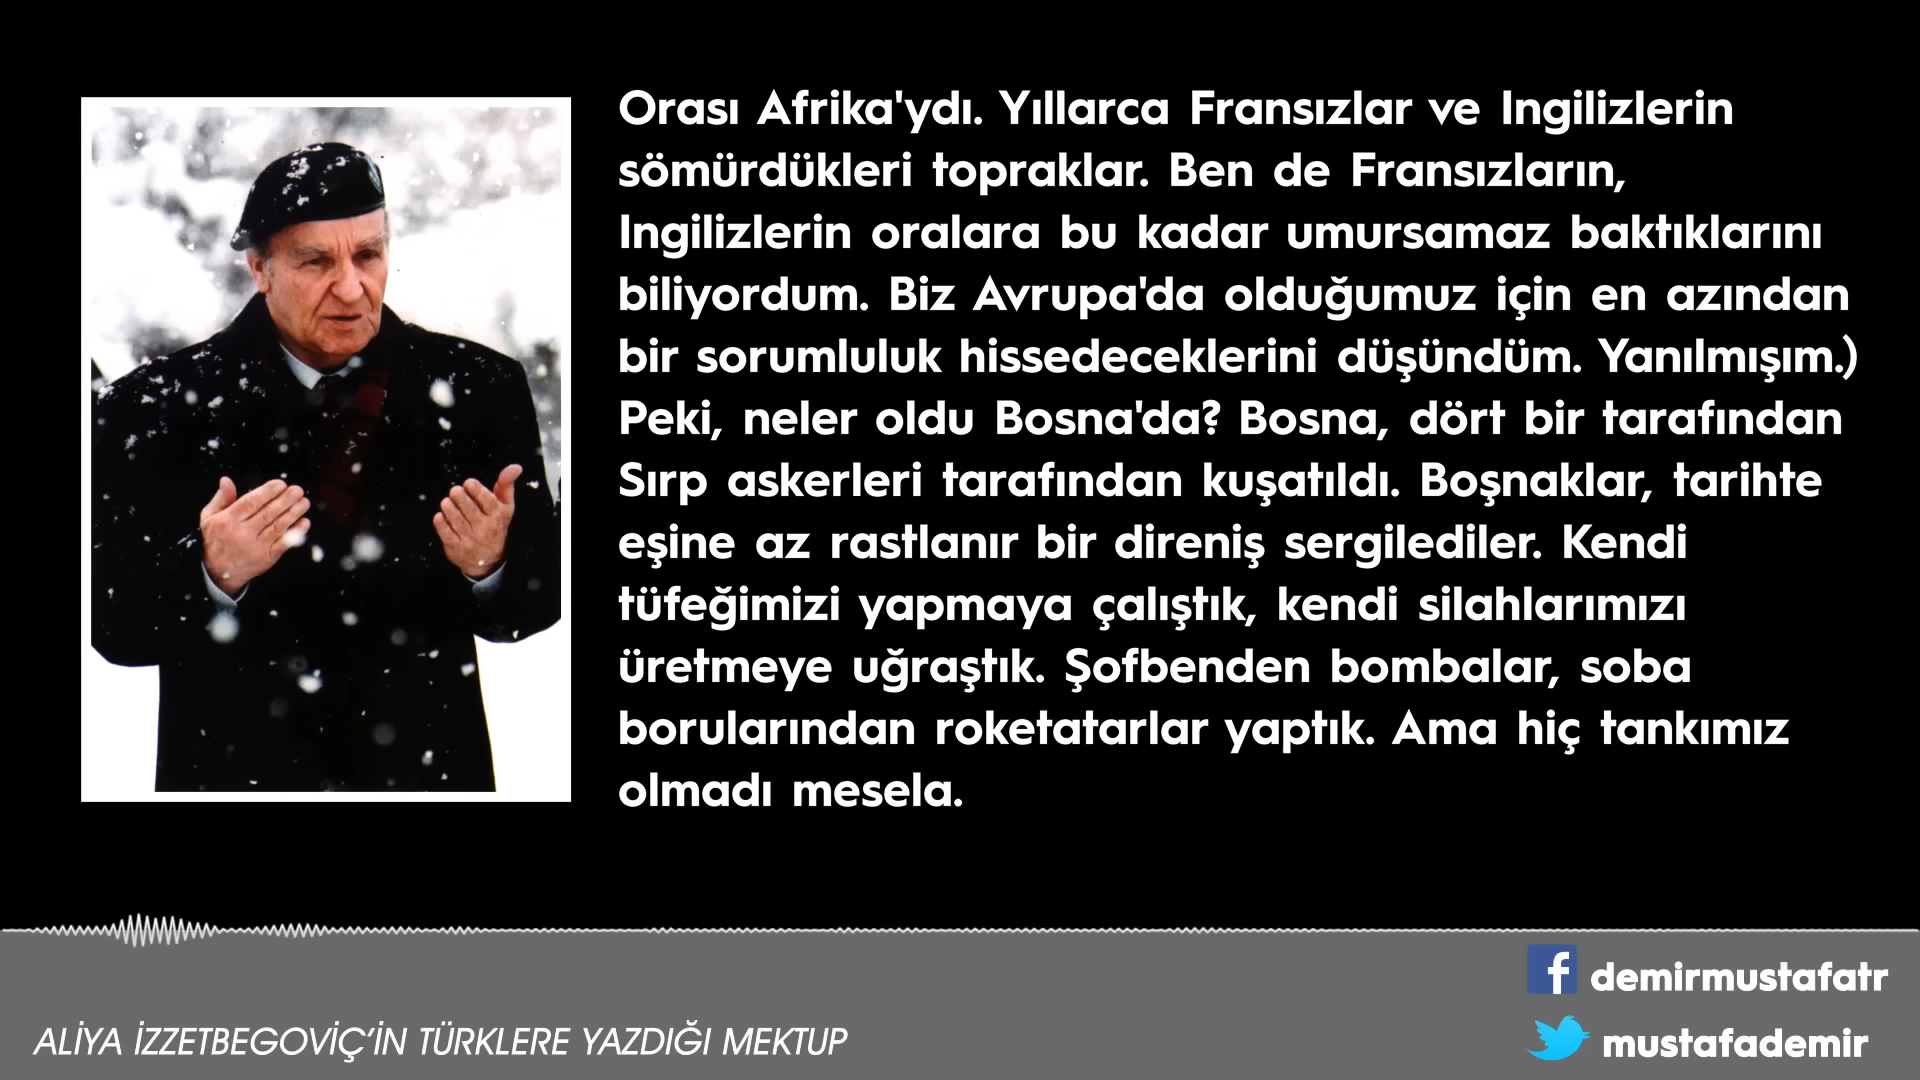 Orası Afrika'ydı. Yıllarca Fransızlar ve Ingilizlerin
sömürdükleri topraklar. Ben de Fransızların,
Ingilizlerin oralara bu kadar umursamaz baktıklarını
biliyordum. Biz Avrupa'da olduğumuz için en azından
bir sorumluluk hissedeceklerini düşündüm. Yanılmışım.)
Peki, neler oldu Bosna'da? Bosna, dört bir tarafından
Sırp askerleri tarafından kuşatıldı. Boşnaklar, tarihte
eşine az rastlanır bir direniş sergilediler. Kendi
tüfeğimizi yapmaya çalıştık, kendi silahlarımızı
üretmeye uğraştık. Şofbenden bombalar, soba
borularından roketatarlar yaptık. Ama hiç tankımız
olmadı mesela.
demirmustafatr
mustafademir
ALİYA İZZETBEGOVİÇ’İN TÜRKLERE YAZDIĞI MEKTUP